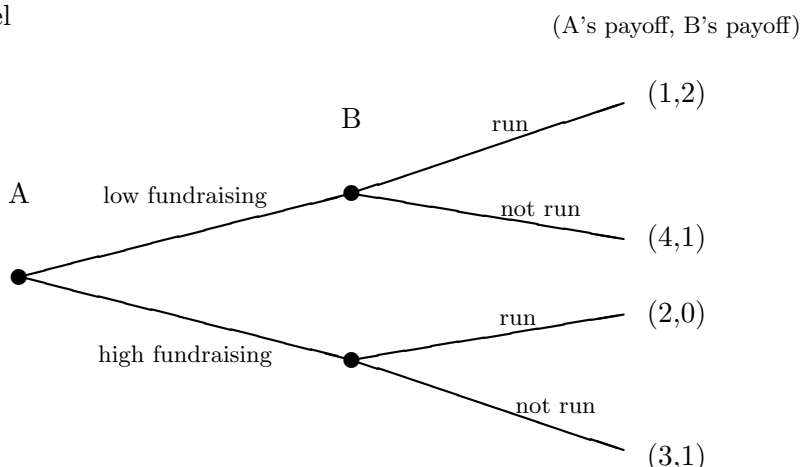 (A's payoff, B's payoff)
(1,2)
B
run
A
low fundraising
not run
(4,1)
run
(2,0)
high fundraising
not run
(3,1)